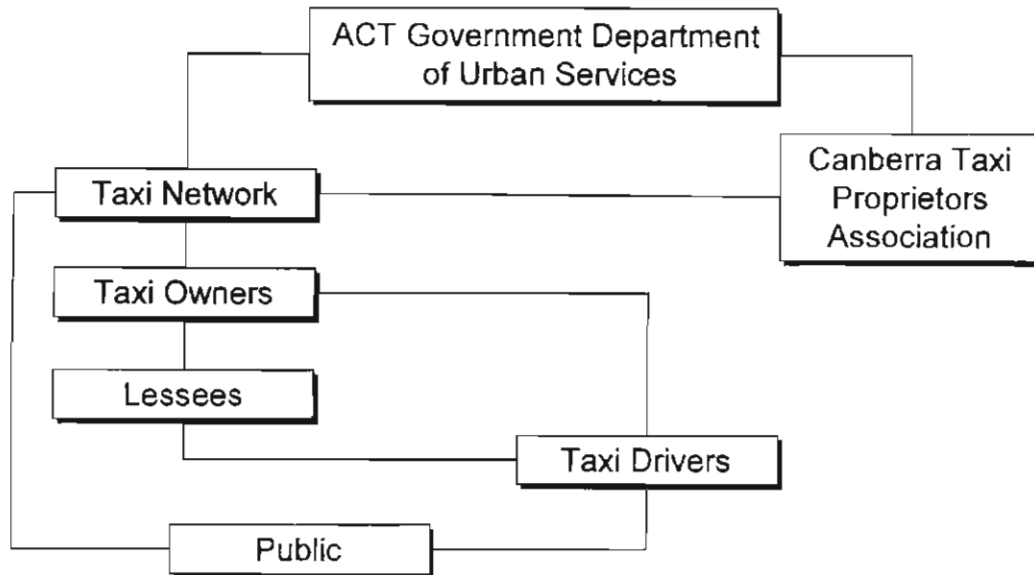 ACT Government Department
of Urban Services
Canberra Taxi
Proprietors
Association
Taxi Network
Taxi Owners
Lessees
Taxi Drivers
Public